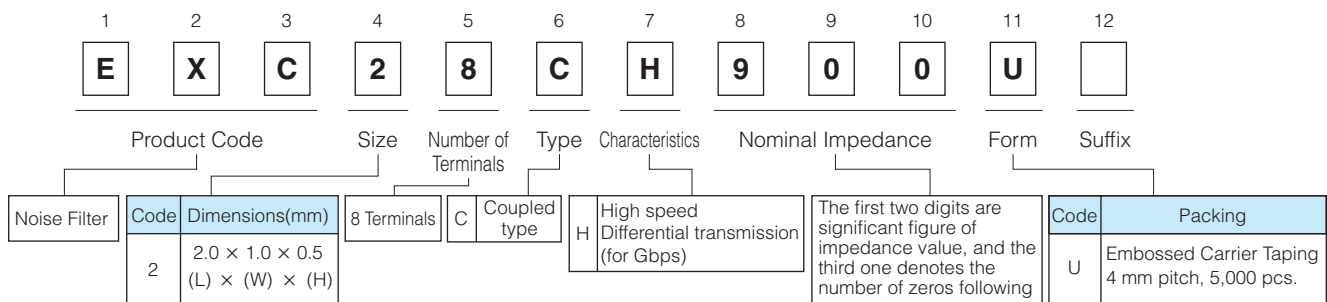 1 2 3 4 5 6 7 8 9 10 11 12
E X C 2 8 C H 9 0 0 U
Product Code Size Number of Terminals Type Characteristics Nominal Impedance Form Suffix
Noise Filter
Code Dimensions(mm)
2 2.0 × 1.0 × 0.5
(L) × (W) × (H)
8 Terminals
C Coupled
type
H High speed
Differential transmission
(for Gbps)
The first two digits are
significant figure of
impedance value, and the
third one denotes the
number of zeros following
Code Packing
U Embossed Carrier Taping
4 mm pitch, 5,000 pcs.